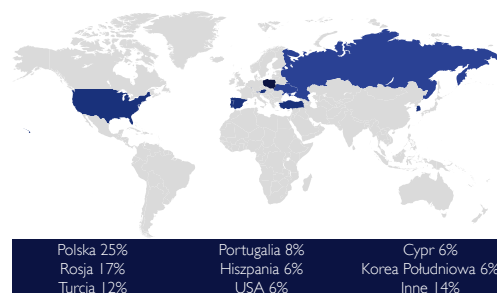 Polska 25% Portugalia 8% Cypr 6%
Rosja 17% Hiszpania 6% Korea Południowa 6%
Turcja 12% USA 6% Inne 14%